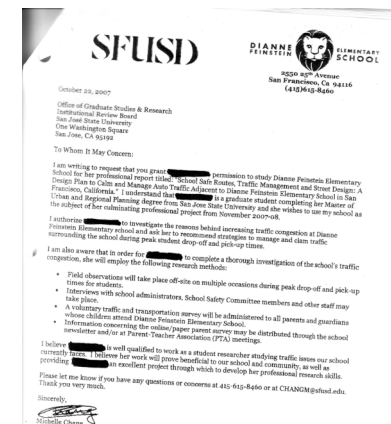 SFUSD
DIANNE FEINSTEIN ELEMENTARY SCHOOL
2550 25th Avenue
San Francisco, Ca 94116
(415)615-8460
October 22, 2007
Office of Graduate Studies & Research
Institutional Review Board
San José State University
One Washington Square
San Jose, CA 95192
To Whom It May Concern:
I am writing to request that you grant permission to study Dianne Feinstein Elementary
School for her professional report titled: "School Safe Routes, Traffic Management and Street Design: A
Design Plan to Calm and Manage Auto Traffic Adjacent to Dianne Feinstein Elementary School in San
Francisco, California." I understand that is a graduate student completing her Master of
Urban and Regional Planning degree from San Jose State University and she wishes to use my school as
the subject of her culminating professional project from November 2007-08.
I authorize to investigate the reasons behind increasing traffic congestion at Dianne
Feinstein Elementary school and ask her to recommend strategies to manage and clam traffic
surrounding the school during peak student drop-off and pick-up times.
I am also aware that in order for to complete a thorough investigation of the school's traffic
congestion, she will employ the following research methods:
• Field observations will take place off-site on multiple occasions during peak drop-off and pick-up
times for students.
• Interviews with school administrators, School Safety Committee members and other staff may
take place.
• A voluntary traffic and transportation survey will be administered to all parents and guardians
whose children attend Dianne Feinstein Elementary School.
• Information concerning the online/paper parent survey may be distributed through the school
newsletter and/or at Parent-Teacher Association (PTA) meetings.
I believe is well qualified to work as a student researcher studying traffic issues our school
currently faces. I believe her work will prove beneficial to our school and community, as well as
providing an excellent project through which to develop her professional research skills.
Please let me know if you have any questions or concerns at 415-615-8460 or at CHANGM@sfusd.edu.
Thank you very much.
Sincerely,
Michelle Chang